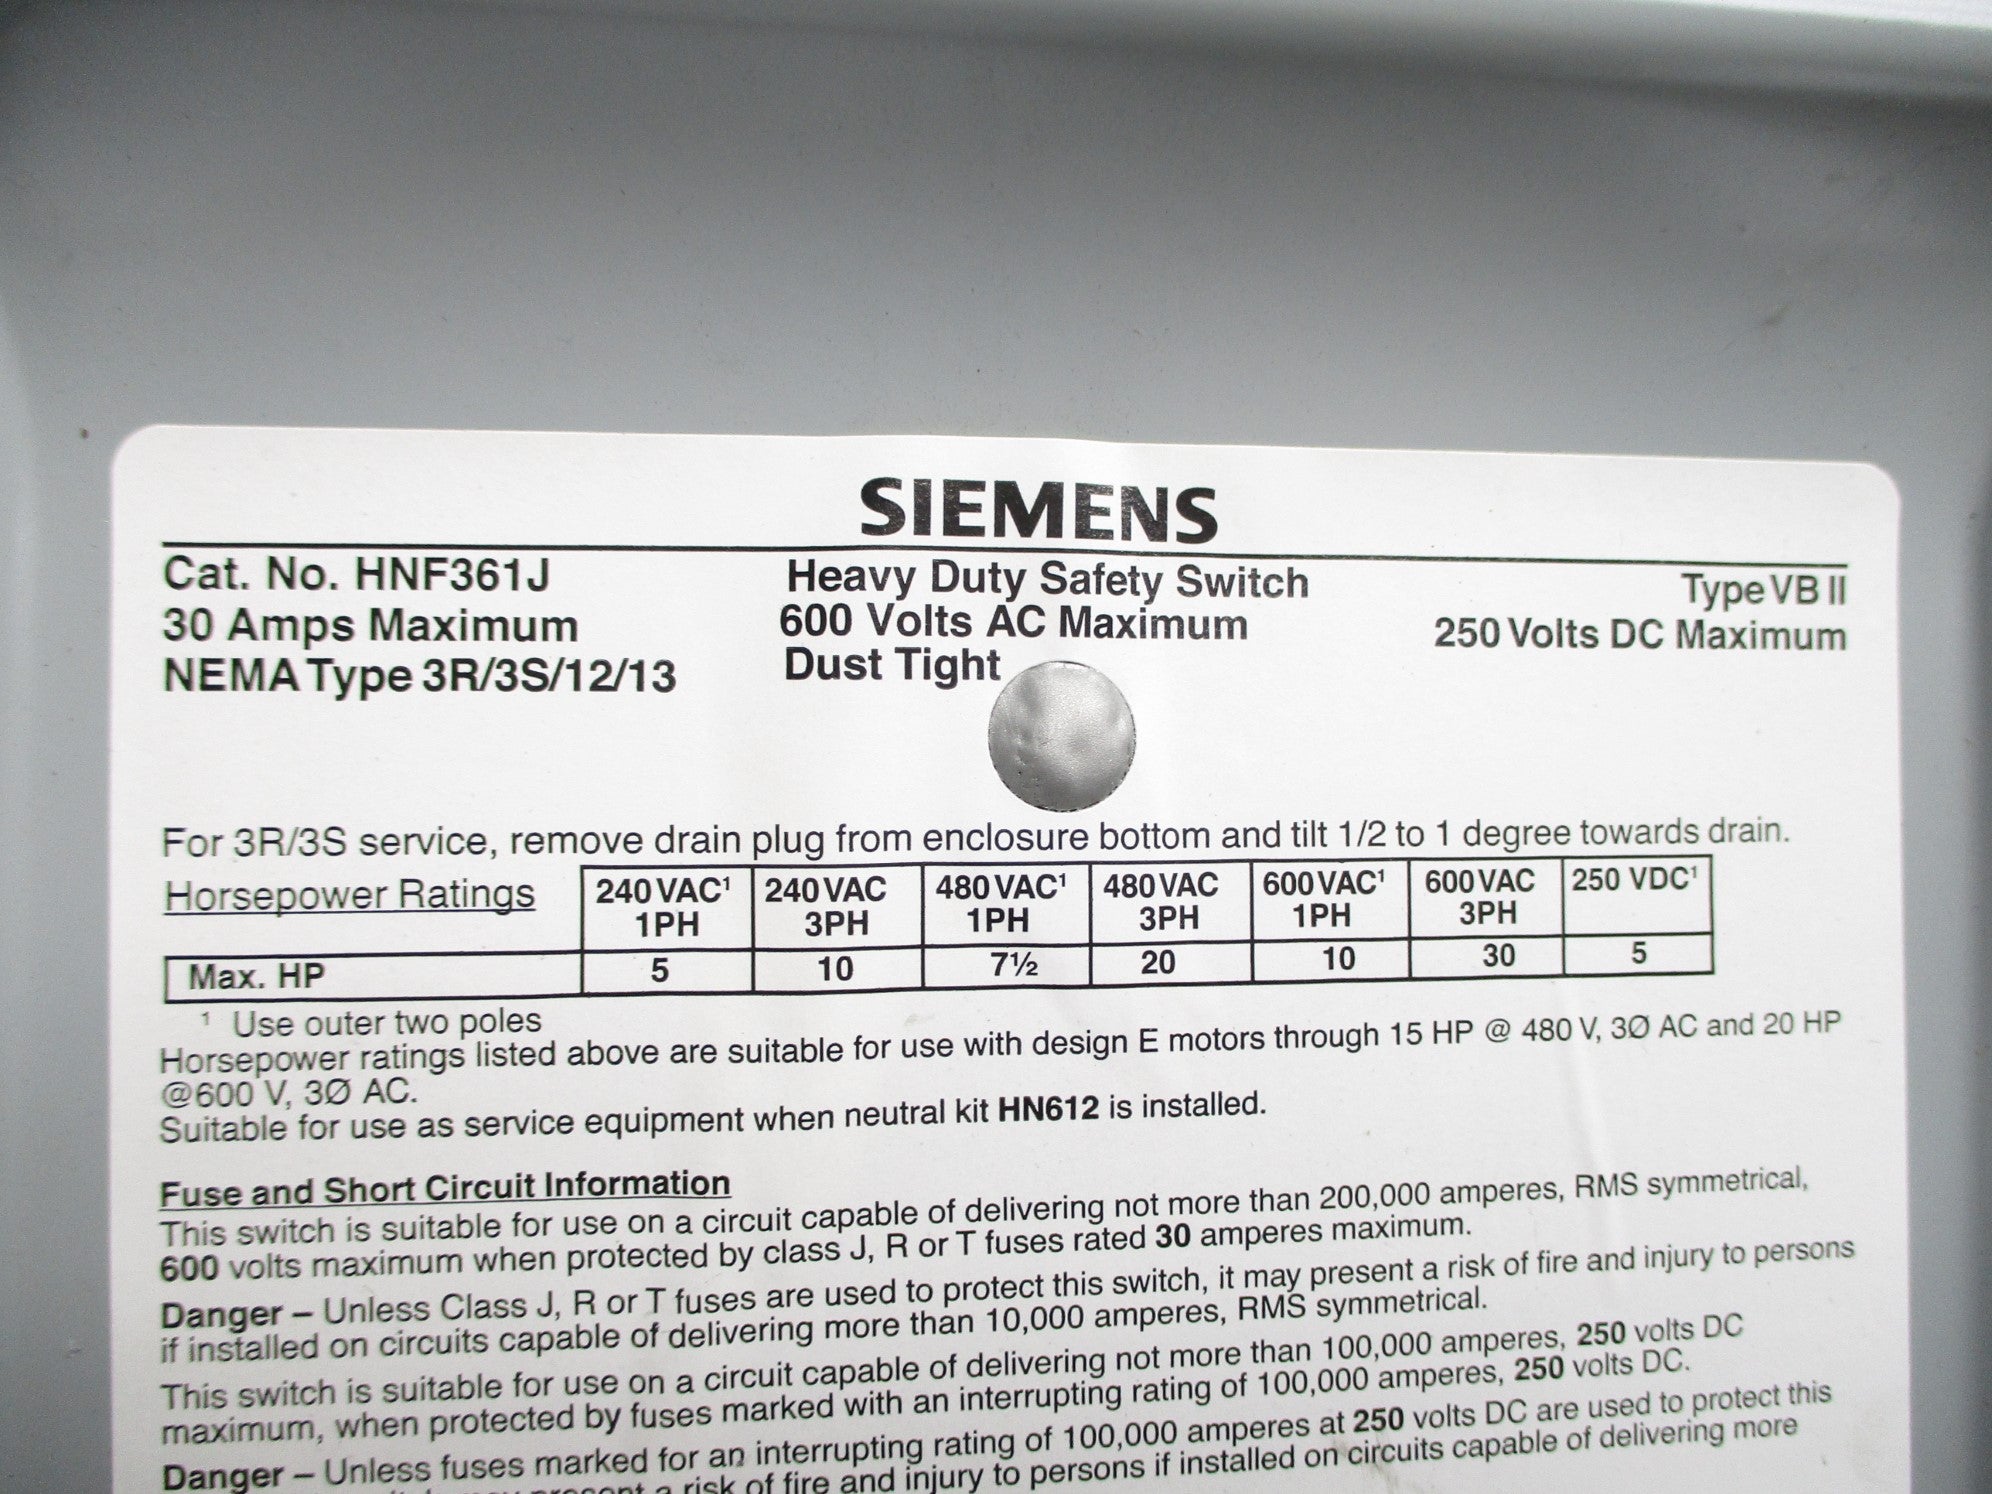 SIEMENS
Cat. No. HNF361J Heavy Duty Safety Switch Type VB II
30 Amps Maximum 600 Volts AC Maximum 250 Volts DC Maximum
NEMA Type 3R/3S/12/13 Dust Tight
For 3R/3S service, remove drain plug from enclosure bottom and tilt 1/2 to 1 degree towards drain.
Horsepower Ratings 240 VAC¹ 240 VAC 480 VAC¹ 480 VAC 600 VAC¹ 600 VAC 250 VDC¹
1PH 3PH 1PH 3PH 1PH 3PH
Max. HP 5 10 7½ 20 10 30 5
¹ Use outer two poles
Horsepower ratings listed above are suitable for use with design E motors through 15 HP @ 480 V, 3Ø AC and 20 HP
@600 V, 3Ø AC.
Suitable for use as service equipment when neutral kit HN612 is installed.
Fuse and Short Circuit Information
This switch is suitable for use on a circuit capable of delivering not more than 200,000 amperes, RMS symmetrical,
600 volts maximum when protected by class J, R or T fuses rated 30 amperes maximum.
Danger – Unless Class J, R or T fuses are used to protect this switch, it may present a risk of fire and injury to persons
if installed on circuits capable of delivering more than 10,000 amperes, RMS symmetrical.
This switch is suitable for use on a circuit capable of delivering not more than 100,000 amperes, 250 volts DC
maximum, when protected by fuses marked with an interrupting rating of 100,000 amperes, 250 volts DC.
Danger – Unless fuses marked for an interrupting rating of 100,000 amperes at 250 volts DC are used to protect this
present a risk of fire and injury to persons if installed on circuits capable of delivering more